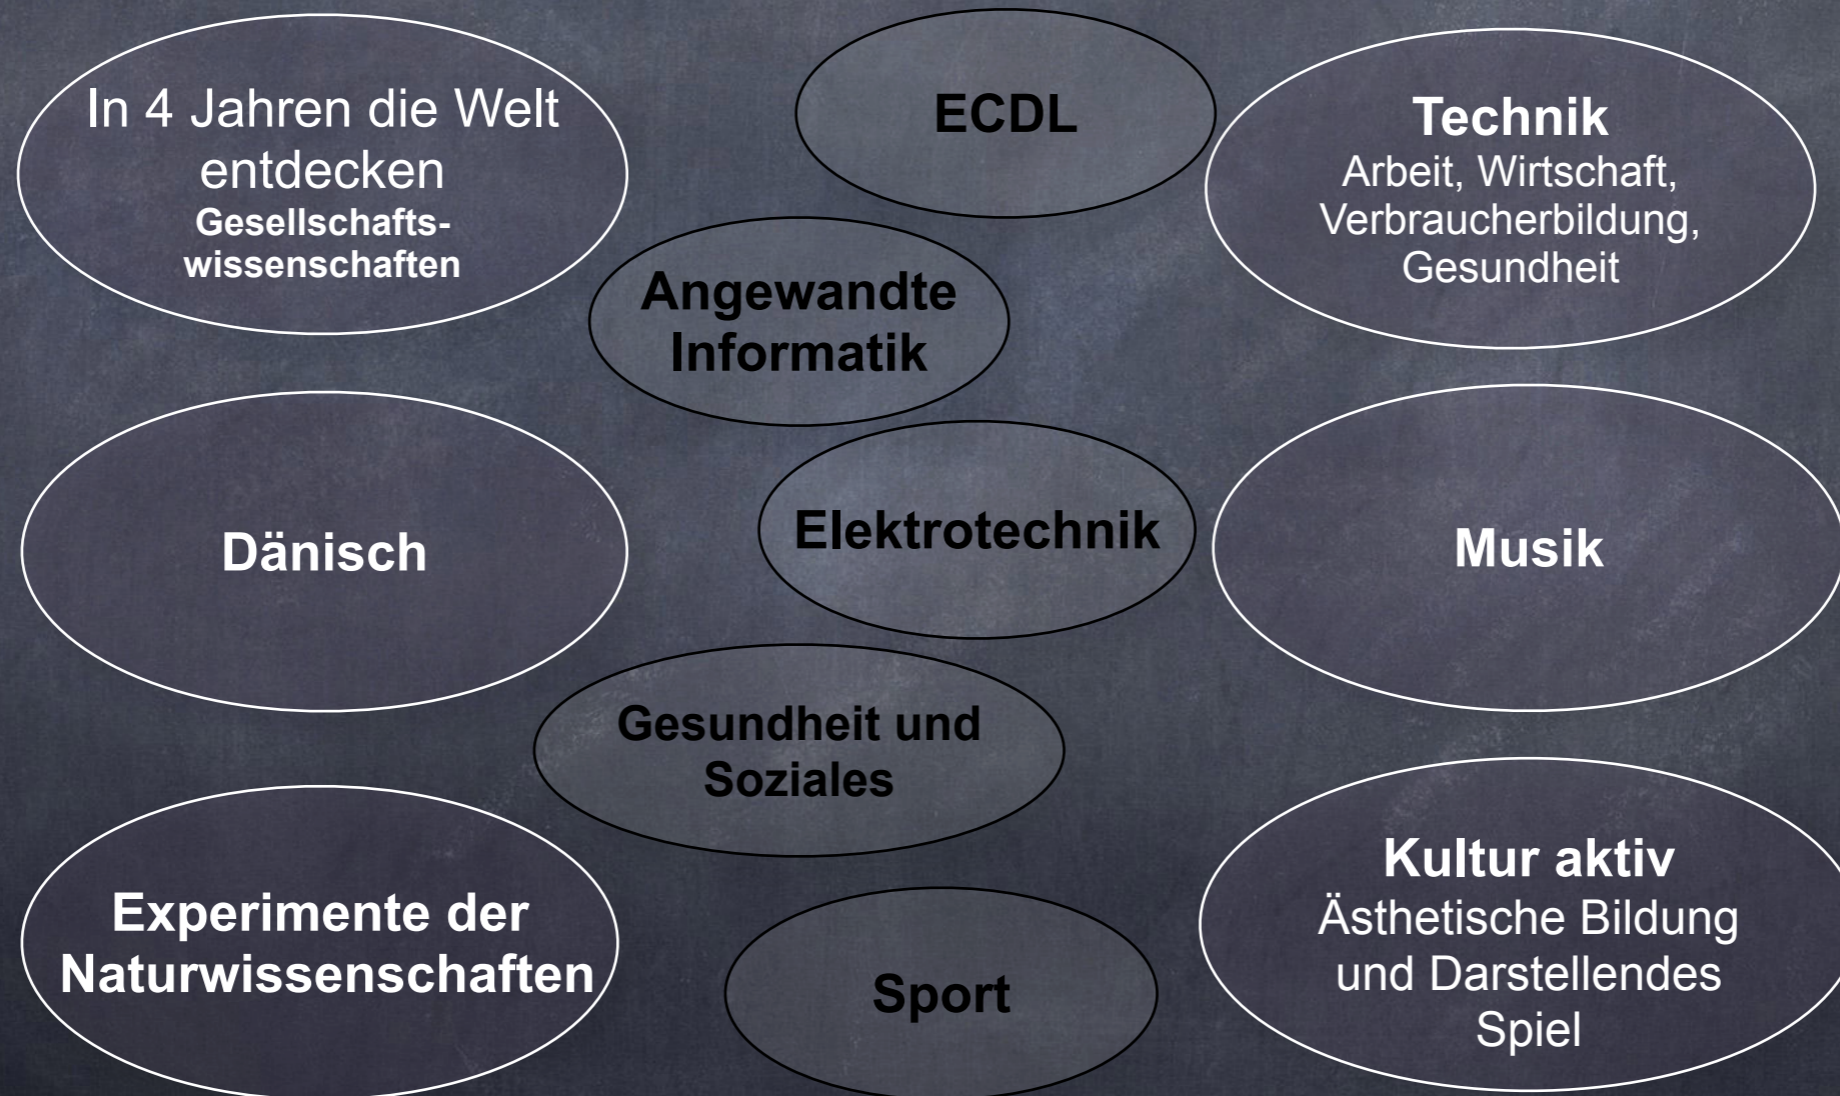 In 4 Jahren die Welt
entdecken
Gesellschafts-
wissenschaften
ECDL
Technik
Arbeit, Wirtschaft,
Verbraucherbildung,
Gesundheit
Angewandte
Informatik
Dänisch
Elektrotechnik
Musik
Gesundheit und
Soziales
Experimente der
Naturwissenschaften
Sport
Kultur aktiv
Ästhetische Bildung
und Darstellendes
Spiel